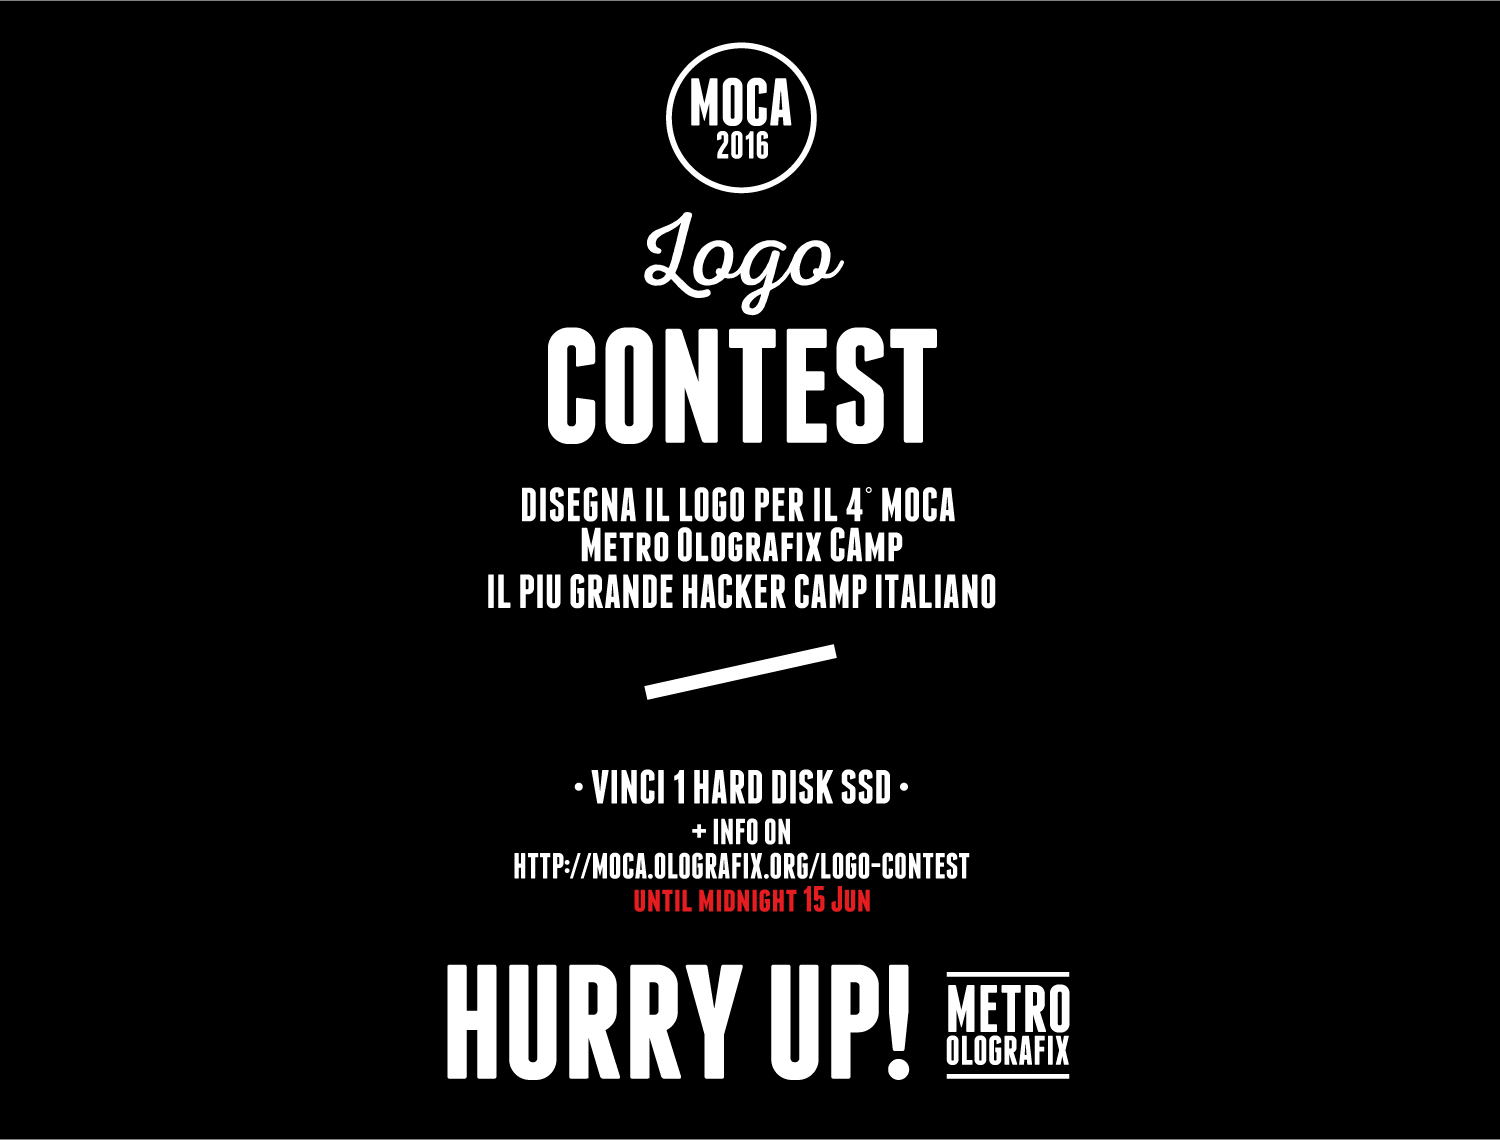 MOCA
2016
Logo
CONTEST
DISEGNA IL LOGO PER IL 4° MOCA
METRO OLOGRAFIX CAMP
IL PIU GRANDE HACKER CAMP ITALIANO
• VINCI 1 HARD DISK SSD •
+ INFO ON
HTTP://MOCA.OLOGRAFIX.ORG/LOGO-CONTEST
UNTIL MIDNIGHT 15 JUN
HURRY UP!
METRO
OLOGRAFIX